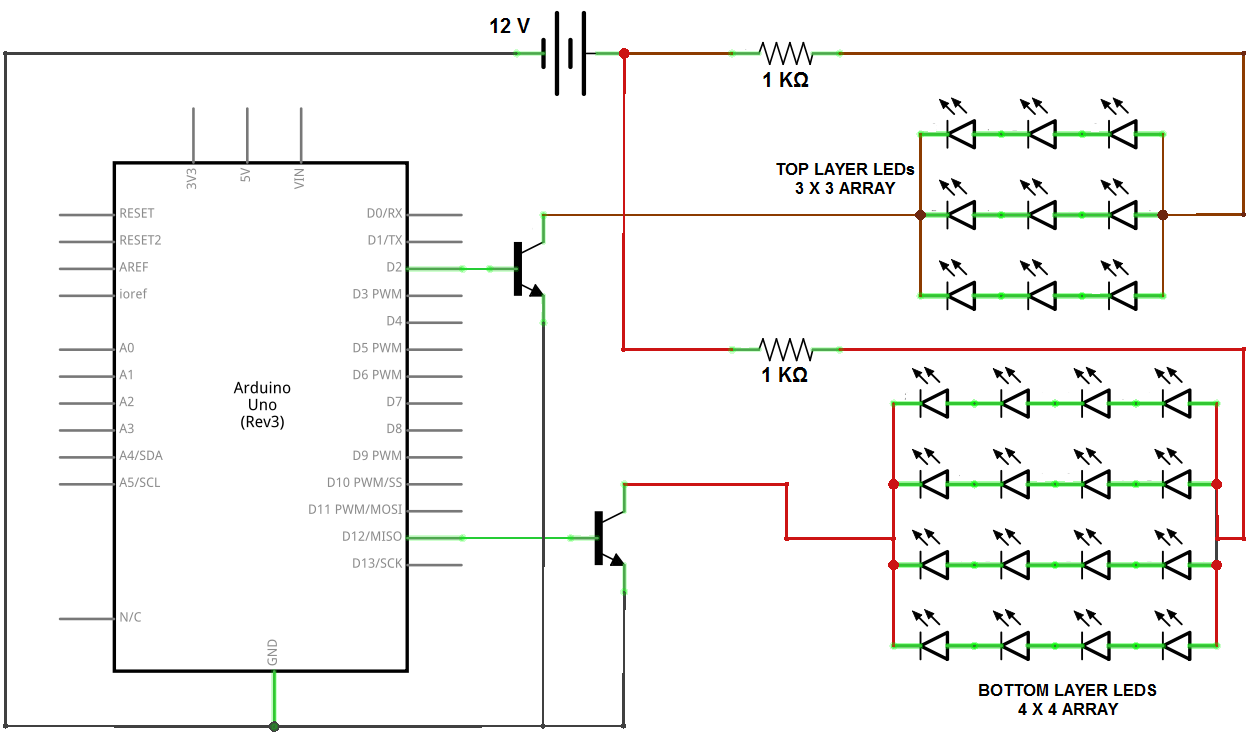 12 V
1 KΩ
3V3
5V
VIN
TOP LAYER LEDs
3 X 3 ARRAY
RESET
D0/RX
RESET2
D1/TX
AREF
D2
ioref
D3 PWM
D4
A0
D5 PWM
1 KΩ
A1
D6 PWM
Arduino
Uno
(Rev3)
A2
D7
A3
D8
A4/SDA
D9 PWM
A5/SCL
D10 PWM/SS
D11 PWM/MOSI
D12/MISO
D13/SCK
N/C
GND
BOTTOM LAYER LEDS
4 X 4 ARRAY